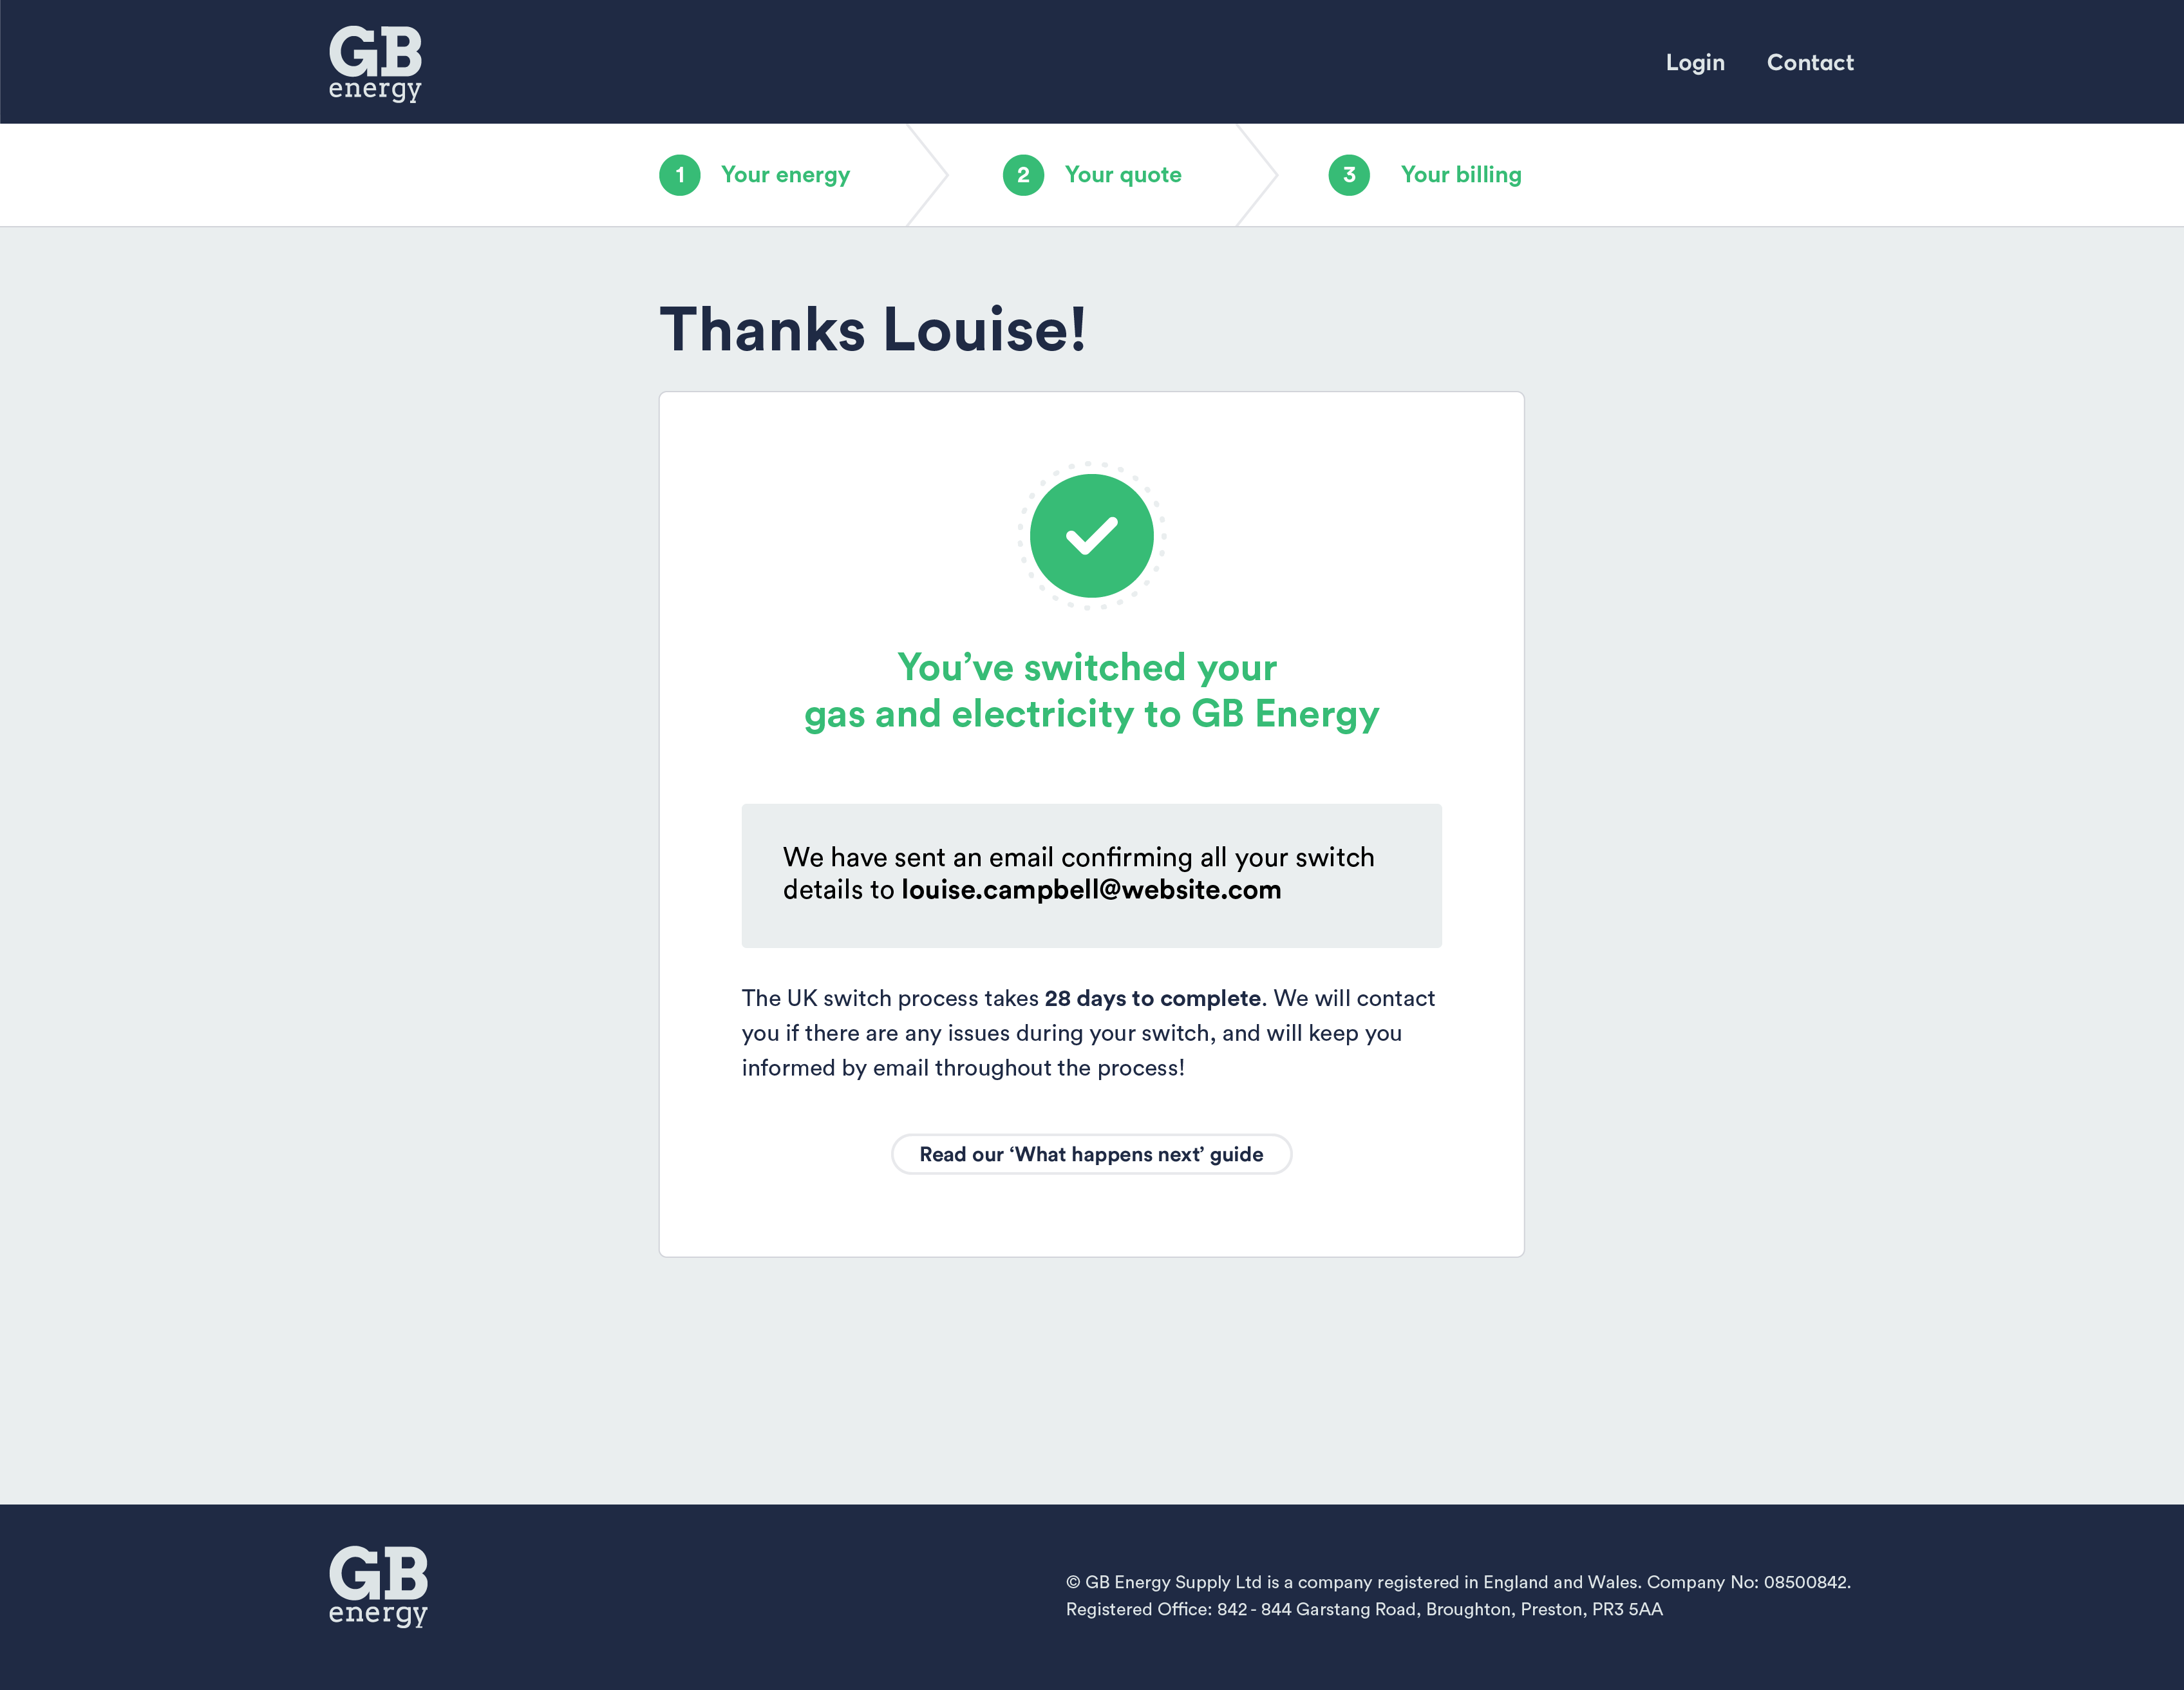 GB
energy
Login Contact
1 Your energy 2 Your quote 3 Your billing
Thanks Louise!
You’ve switched your
gas and electricity to GB Energy
We have sent an email confirming all your switch
details to louise.campbell@website.com
The UK switch process takes 28 days to complete. We will contact
you if there are any issues during your switch, and will keep you
informed by email throughout the process!
Read our ‘What happens next’ guide
GB
energy
© GB Energy Supply Ltd is a company registered in England and Wales. Company No: 08500842.
Registered Office: 842 - 844 Garstang Road, Broughton, Preston, PR3 5AA